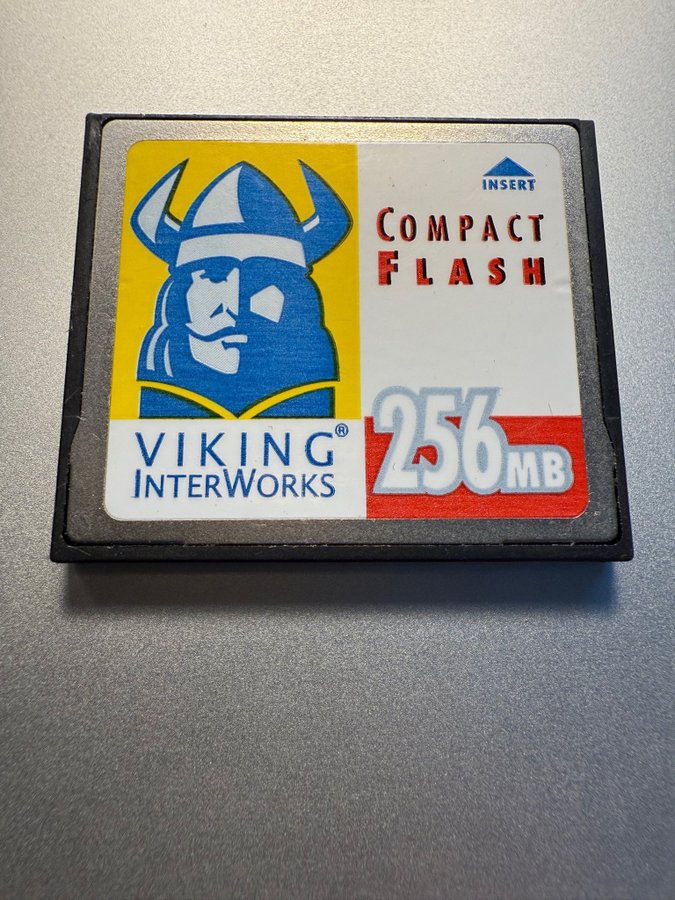 INSERT
COMPACT
FLASH
256MB
VIKING®
INTERWORKS